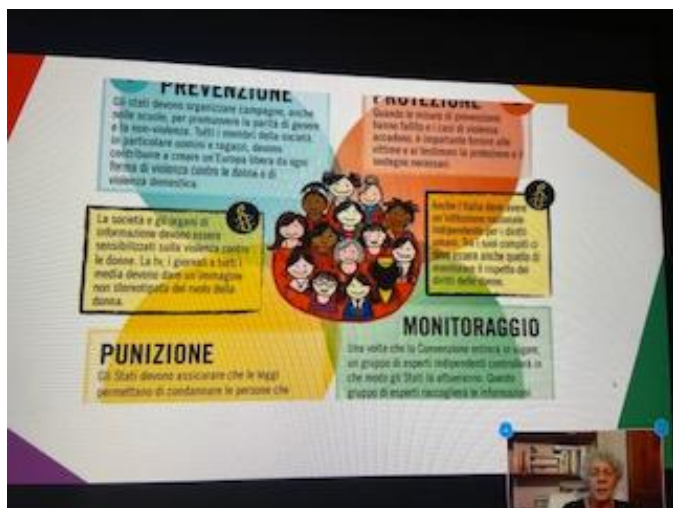 PREVENZIONE
Gli stati devono organizzare campagne, anche
nelle scuole, per promuovere la parità di genere
e la non-violenza. Tutti i membri della società,
in particolare uomini e ragazzi, devono
contribuire a creare un'Europa libera da ogni
forma di violenza contro le donne e di
violenza domestica.
PROTEZIONE
Quando le misure di prevenzione
hanno fallito e i casi di violenza
accadono, è importante fornire alle
vittime e ai testimoni la protezione e il
sostegno necessari.
La società e gli organi di
informazione devono essere
sensibilizzati sulla violenza contro
le donne. La tv, i giornali e tutti i
media devono dare un'immagine
non stereotipata del ruolo della
donna.
Anche l'Italia deve avere
un'istituzione nazionale
indipendente per i diritti
umani. Tra i suoi compiti ci
deve essere anche quello di
monitorare il rispetto dei
diritti delle donne.
PUNIZIONE
Gli Stati devono assicurare che le leggi
permettano di condannare le persone che
MONITORAGGIO
Una volta che la Convenzione entrerà in vigore,
un gruppo di esperti indipendenti controllerà in
che modo gli Stati la attueranno. Questo
gruppo di esperti raccoglierà le informazioni